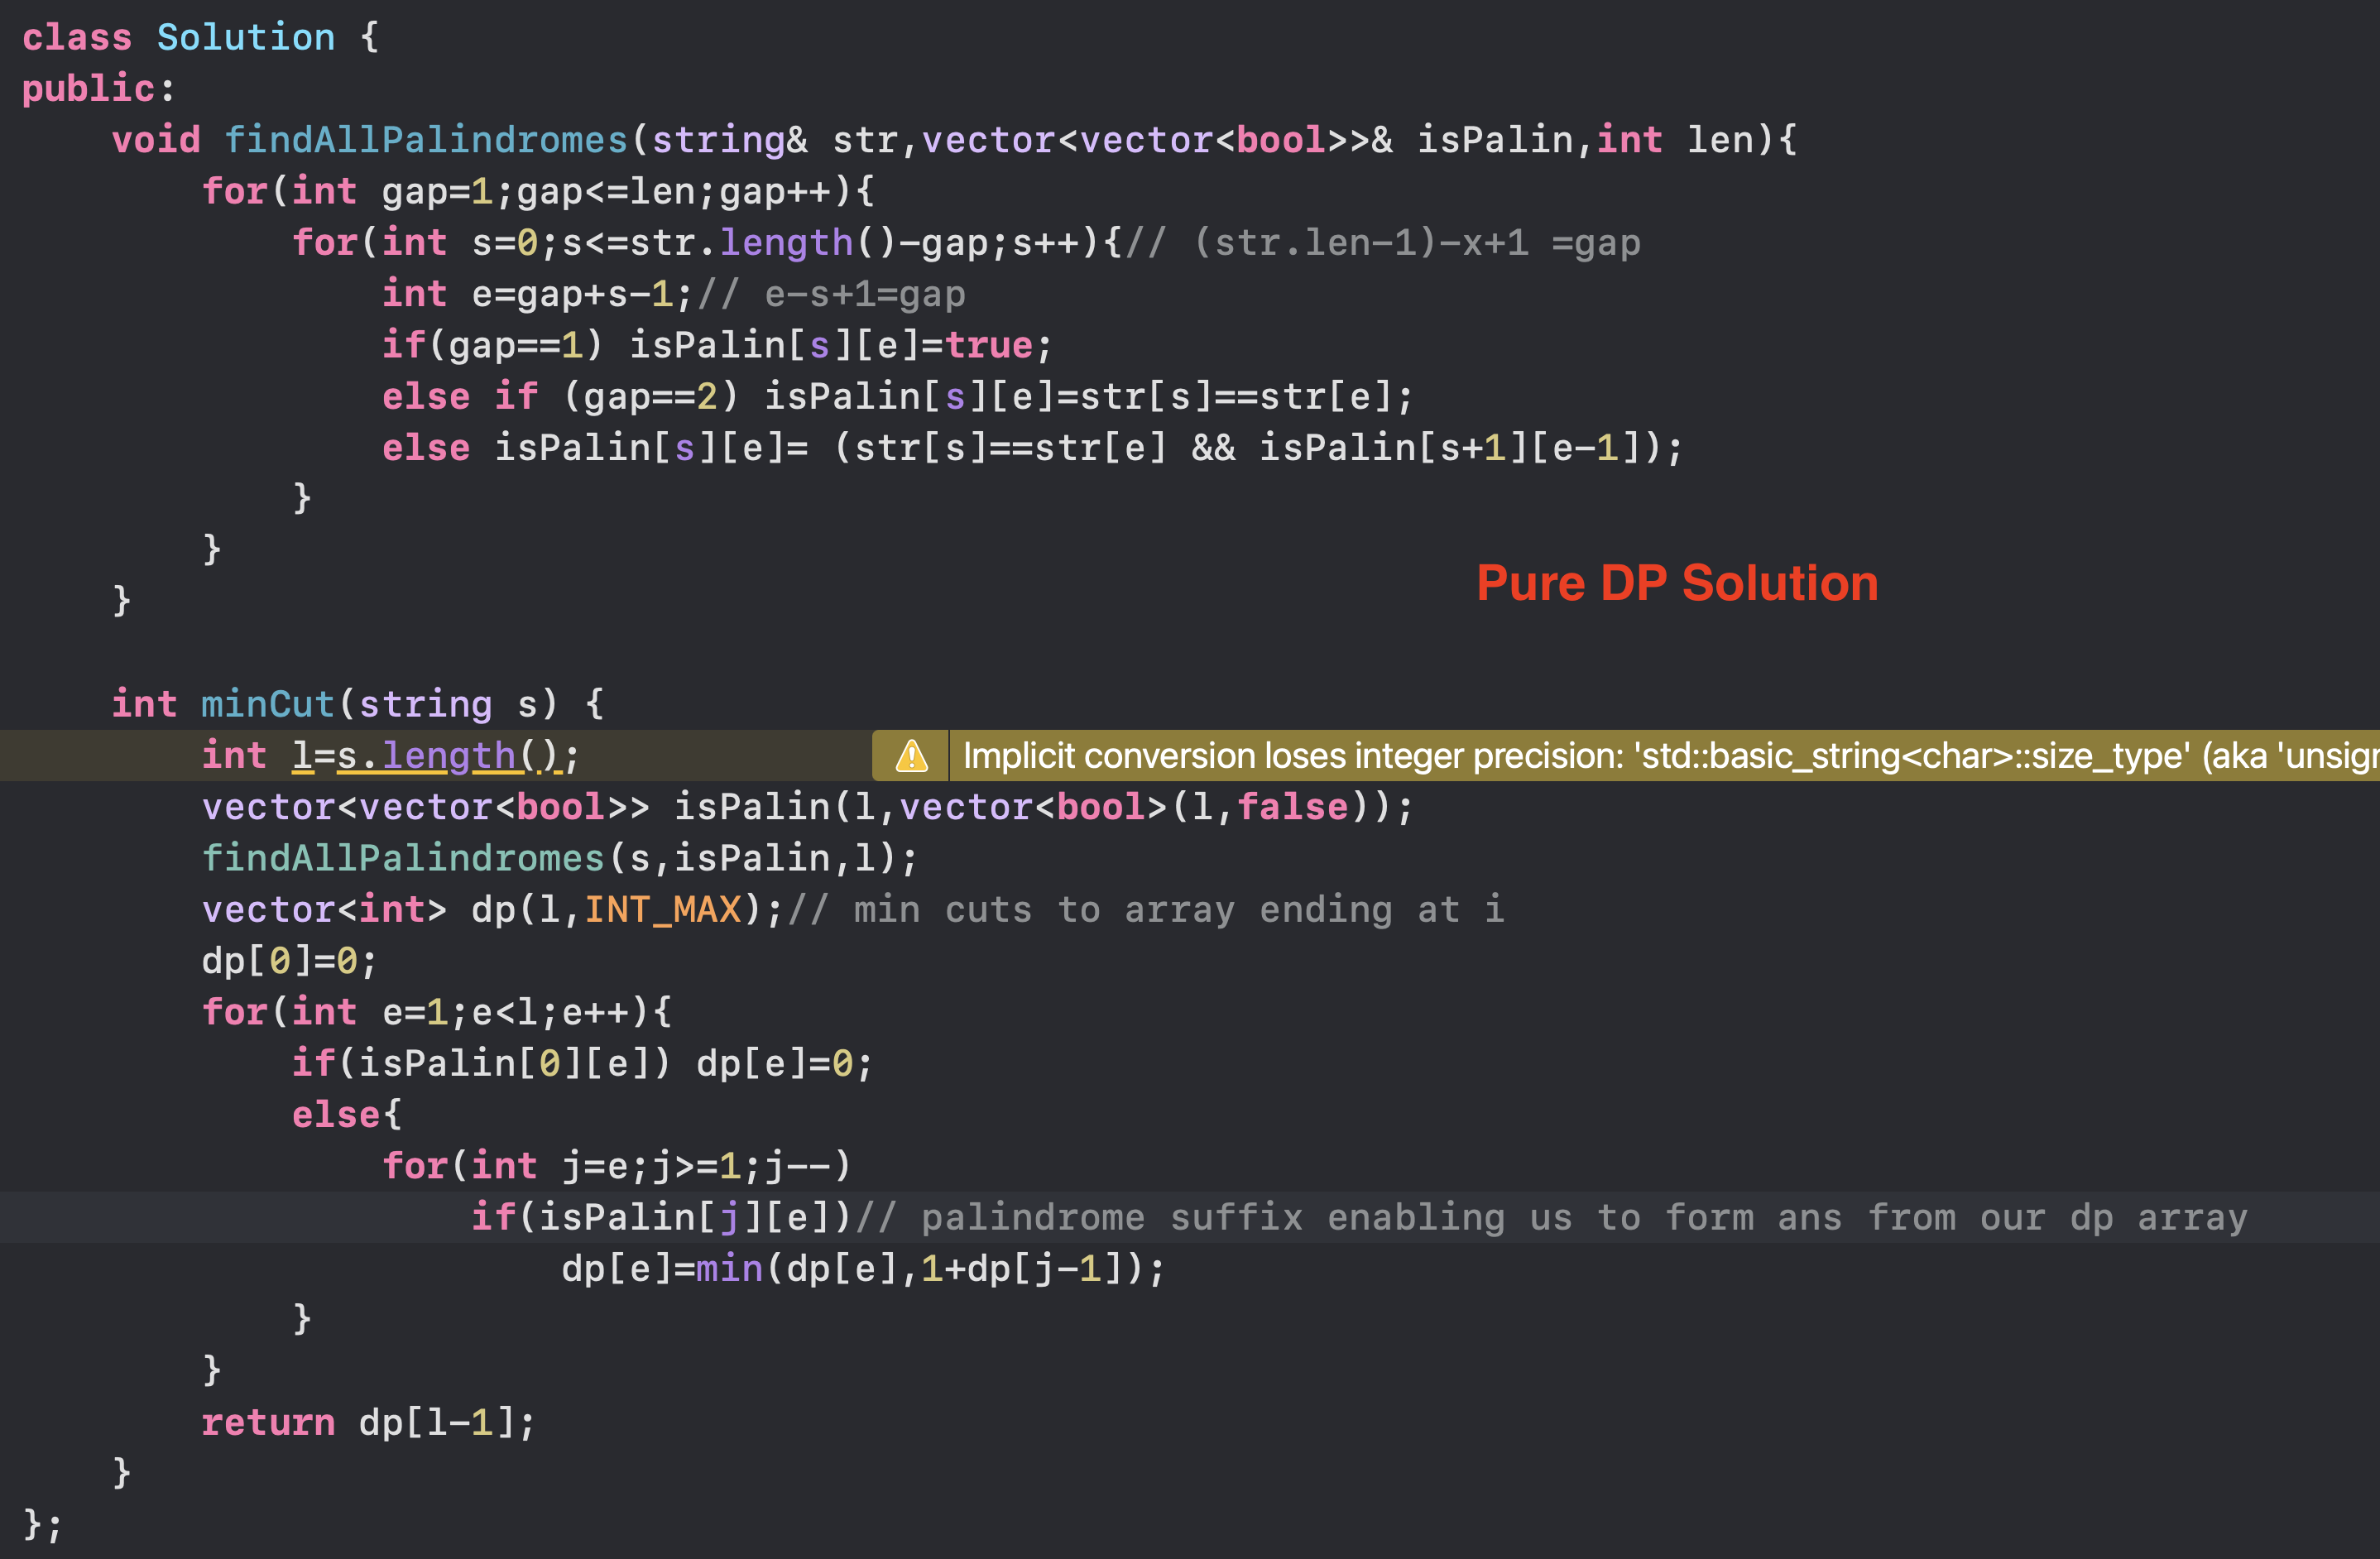 class Solution {
public:
    void findAllPalindromes(string& str,vector<vector<bool>>& isPalin,int len){
        for(int gap=1;gap<=len;gap++){
            for(int s=0;s<=str.length()-gap;s++){// (str.len-1)-x+1 =gap
                int e=gap+s-1;// e-s+1=gap
                if(gap==1) isPalin[s][e]=true;
                else if (gap==2) isPalin[s][e]=str[s]==str[e];
                else isPalin[s][e]= (str[s]==str[e] && isPalin[s+1][e-1]);
            }
        }
    }
Pure DP Solution
    int minCut(string s) {
        int l=s.length(); Implicit conversion loses integer precision: 'std::basic_string<char>::size_type' (aka 'unsign
        vector<vector<bool>> isPalin(l,vector<bool>(l,false));
        findAllPalindromes(s,isPalin,l);
        vector<int> dp(l,INT_MAX);// min cuts to array ending at i
        dp[0]=0;
        for(int e=1;e<l;e++){
            if(isPalin[0][e]) dp[e]=0;
            else{
                for(int j=e;j>=1;j--)
                    if(isPalin[j][e])// palindrome suffix enabling us to form ans from our dp array
                        dp[e]=min(dp[e],1+dp[j-1]);
            }
        }
        return dp[l-1];
    }
};